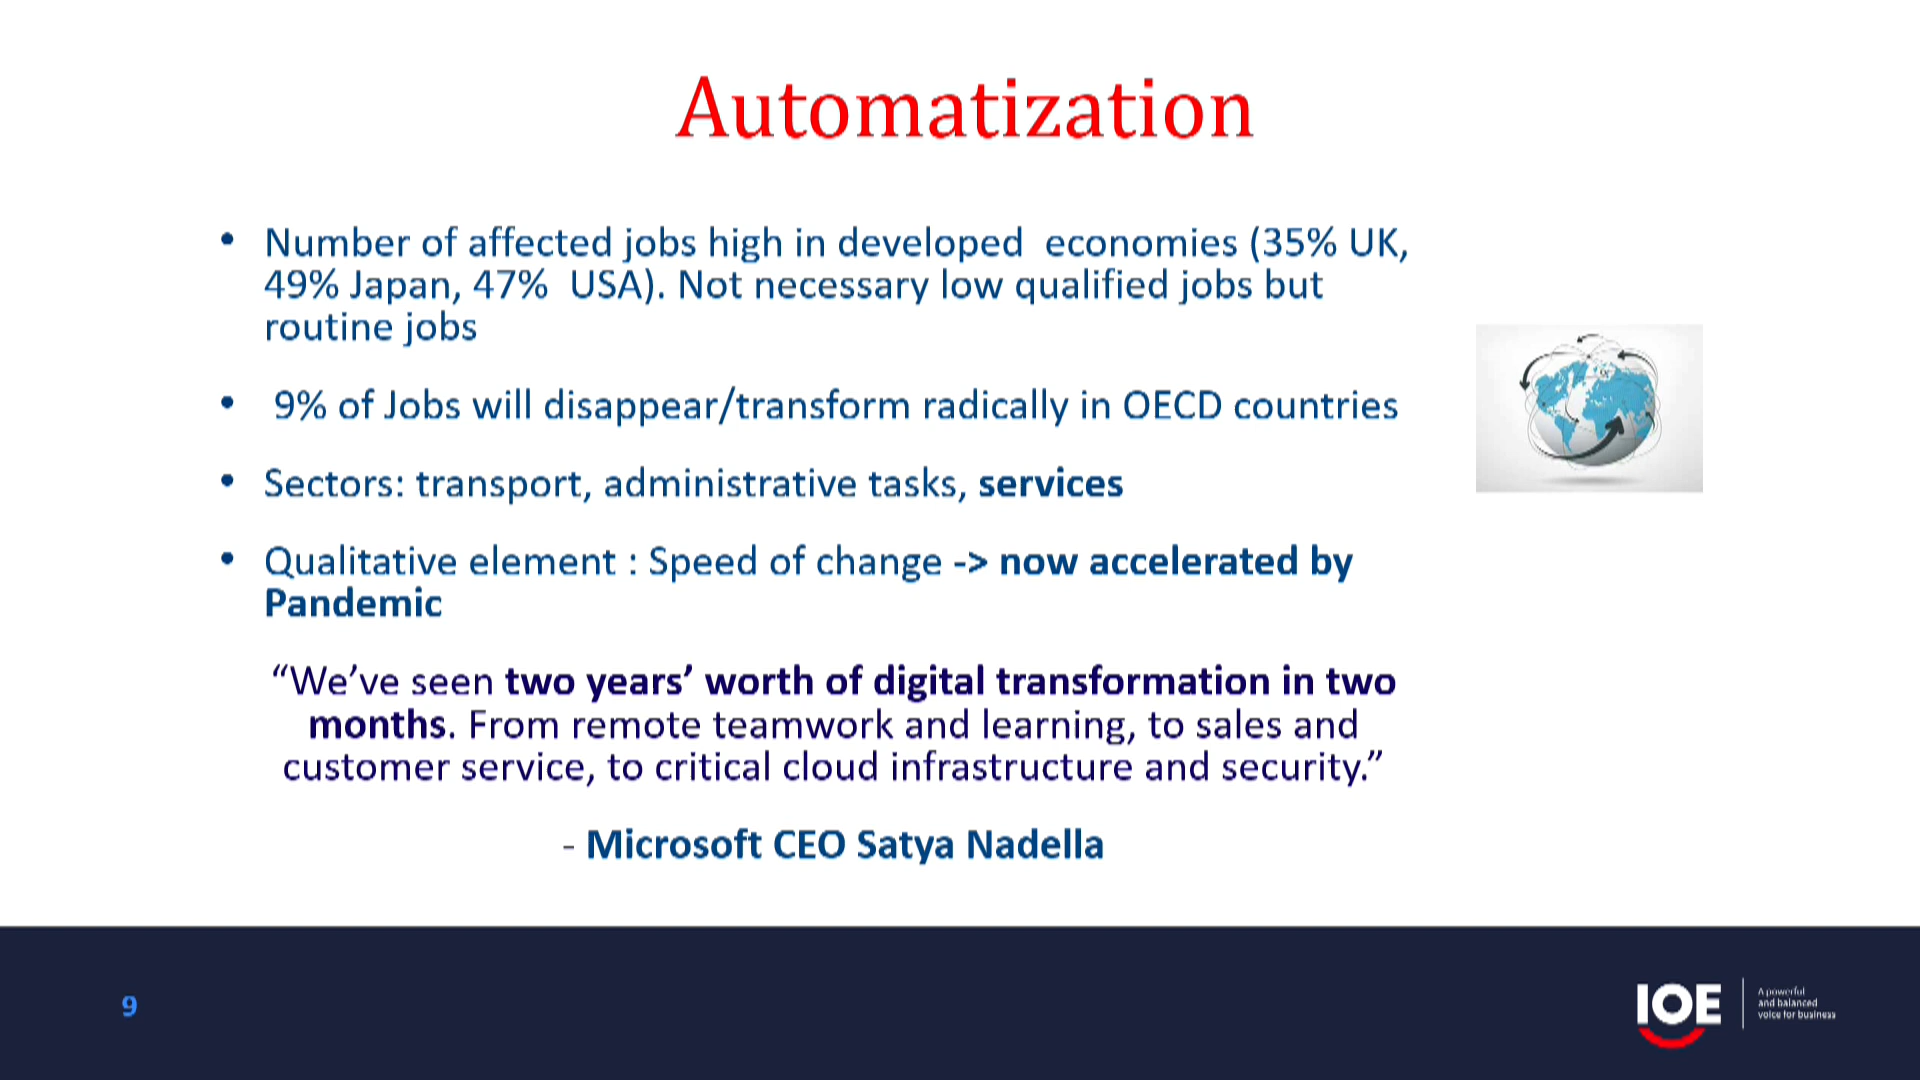 Automatization
• Number of affected jobs high in developed  economies (35% UK,
49% Japan, 47%  USA). Not necessary low qualified jobs but
routine jobs
•  9% of Jobs will disappear/transform radically in OECD countries
• Sectors: transport, administrative tasks, services
• Qualitative element : Speed of change -> now accelerated by
Pandemic
“We’ve seen two years’ worth of digital transformation in two
months. From remote teamwork and learning, to sales and
customer service, to critical cloud infrastructure and security.”
- Microsoft CEO Satya Nadella
9
IOE
A powerful
and balanced
voice for business